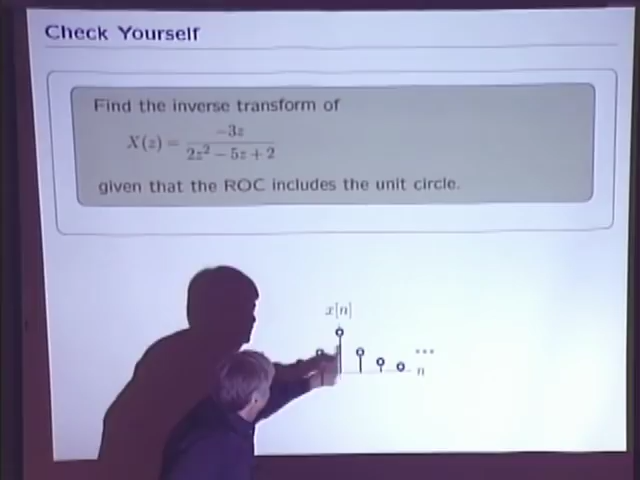 Check Yourself
Find the inverse transform of
X(z) = −3z / 2z² − 5z + 2
given that the ROC includes the unit circle.
x[n]
...
n